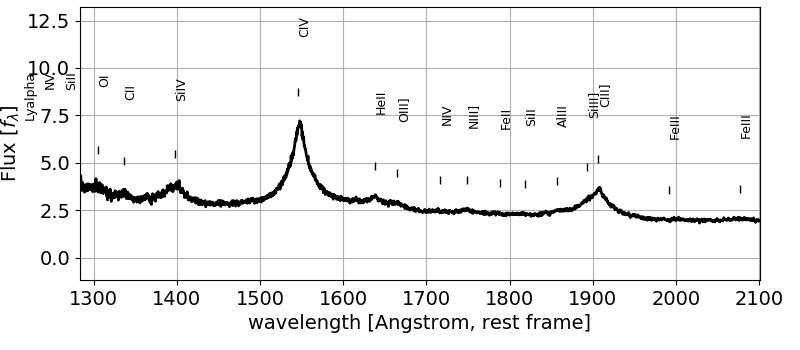 12.5
10.0
7.5
5.0
2.5
0.0
Flux [fλ]
Lyalpha
NV
SiII
OI
CII
SiIV
CIV
HeII
OIII]
NIV
NIII]
FeII
SiII
AlIII
SiIII]
CIII]
FeIII
FeIII
1300 1400 1500 1600 1700 1800 1900 2000 2100
wavelength [Angstrom, rest frame]